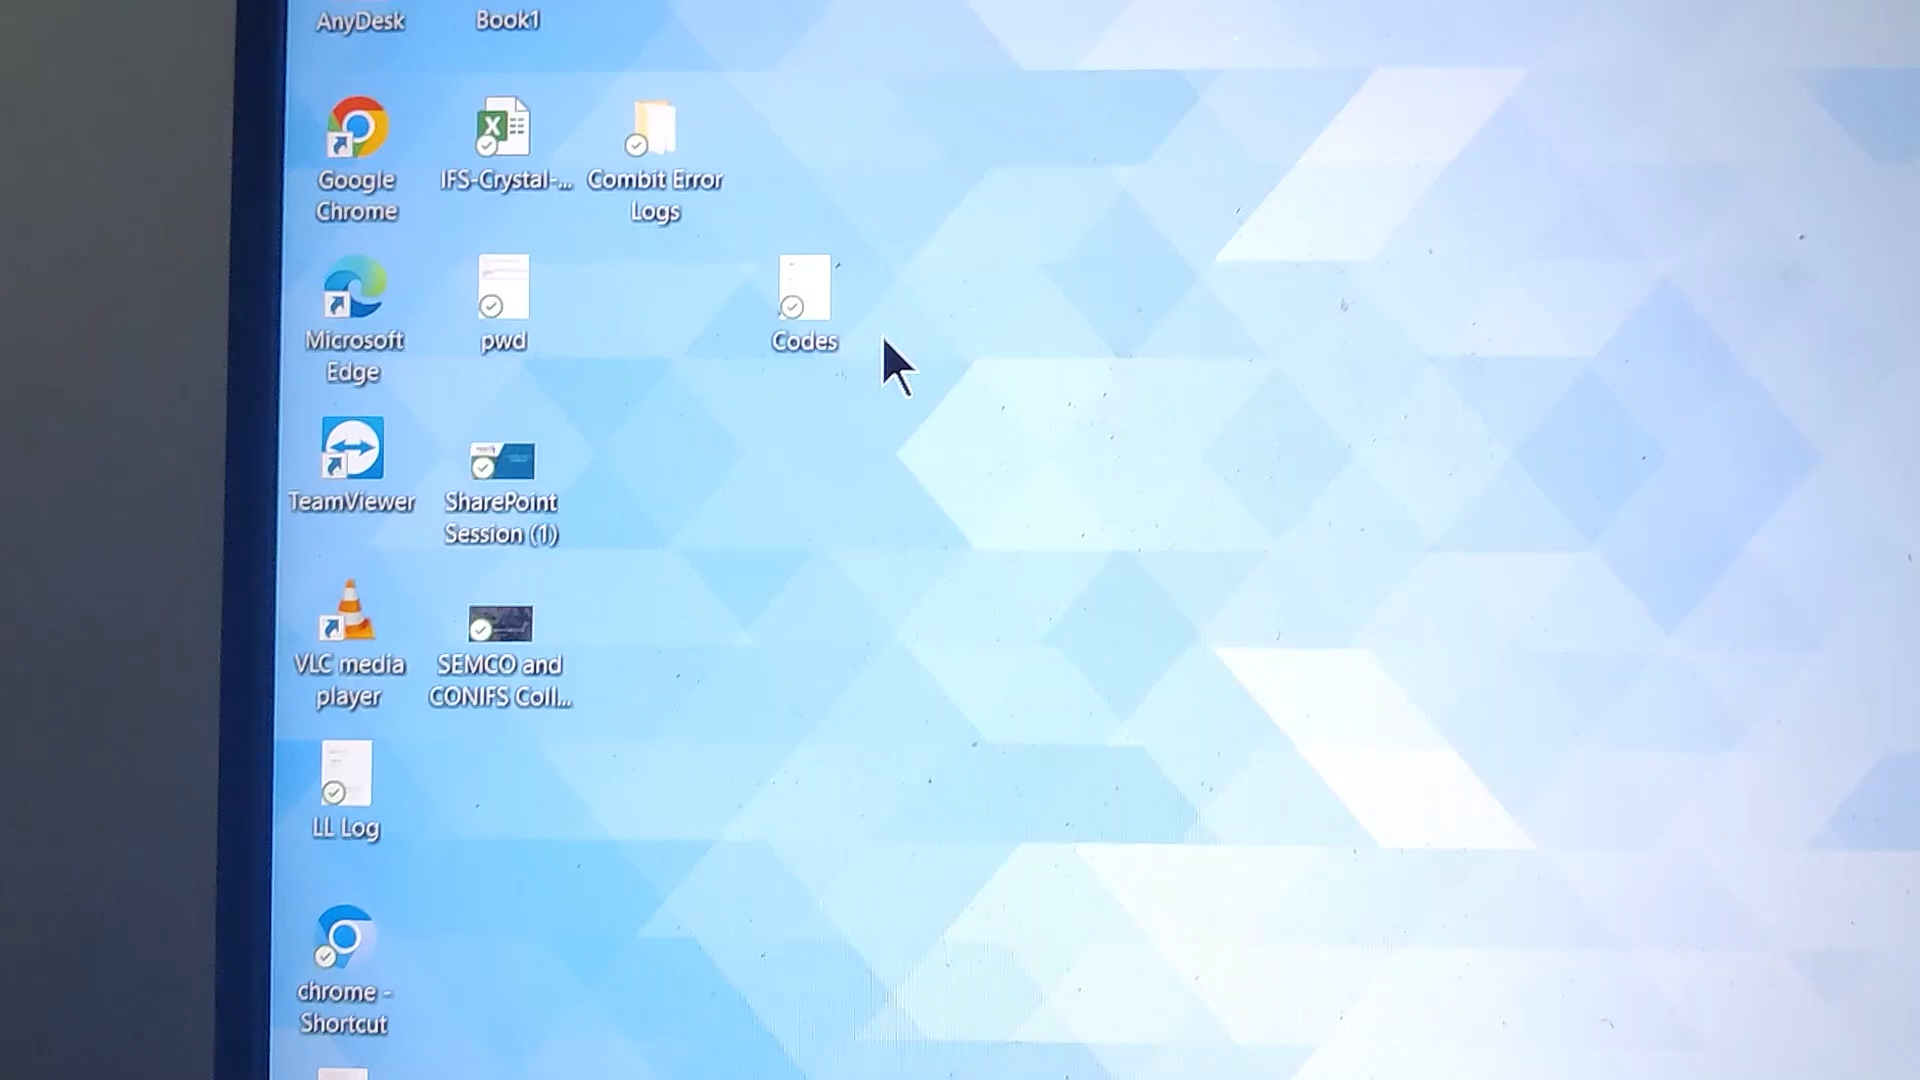 AnyDesk
Book1
Google
Chrome
IFS-Crystal-...
Combit Error
Logs
Microsoft
Edge
pwd
Codes
TeamViewer
SharePoint
Session (1)
VLC media
player
SEMCO and
CONIFS Coll...
LL Log
chrome -
Shortcut